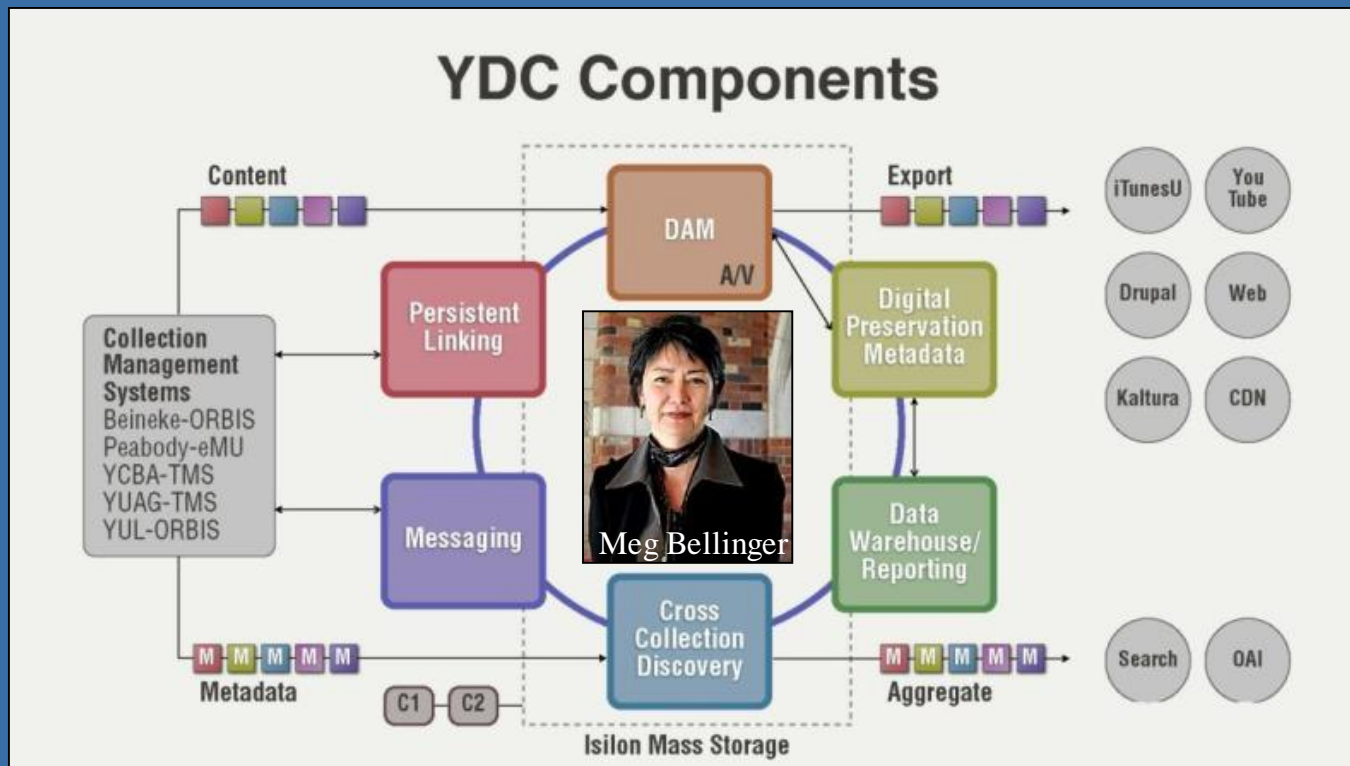 YDC Components
Content
Export
DAM
A/V
iTunesU
You
Tube
Persistent
Linking
Digital
Preservation
Metadata
Drupal
Web
Collection
Management
Systems
Beineke-ORBIS
Peabody-eMU
YCBA-TMS
YUAG-TMS
YUL-ORBIS
Kaltura
CDN
Messaging
Meg Bellinger
Data
Warehouse/
Reporting
Cross
Collection
Discovery
M M M M M
Metadata
M M M M M
Aggregate
Search
OAI
C1
C2
Isilon Mass Storage